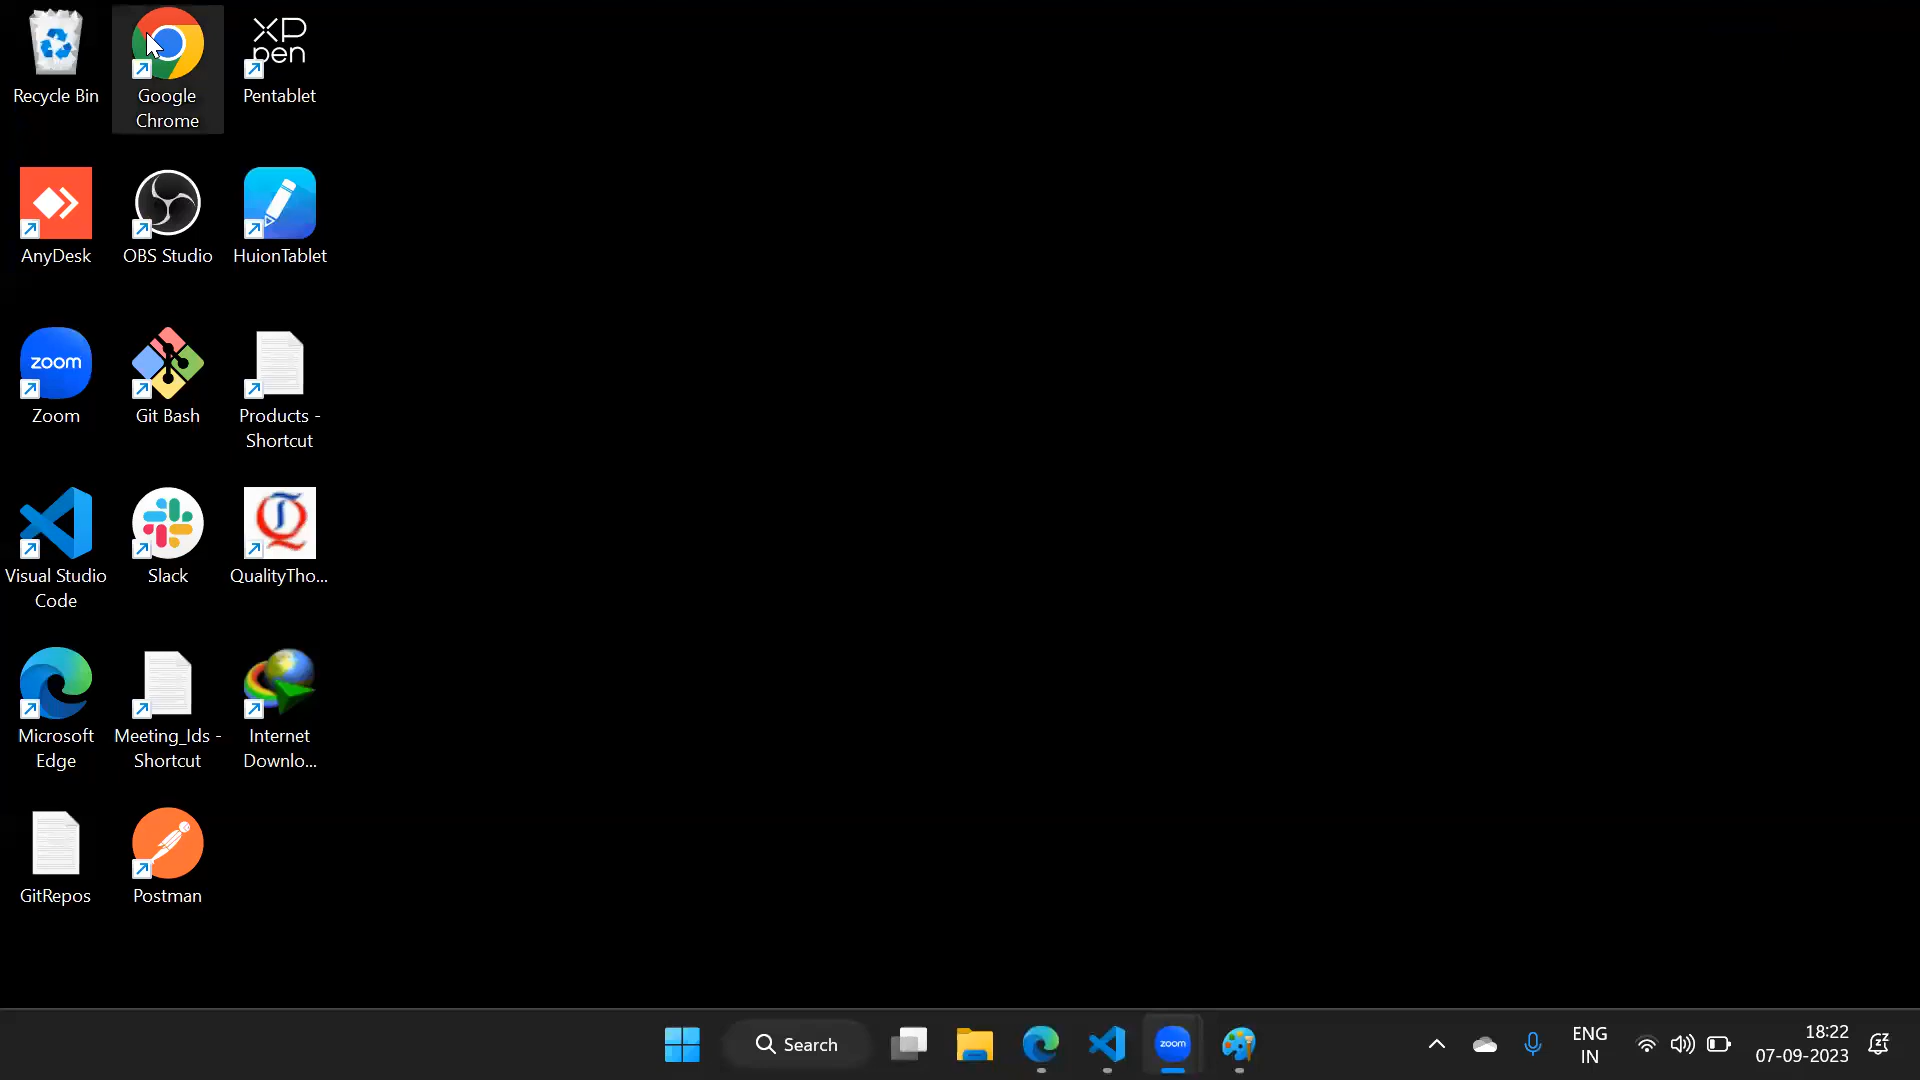 Recycle Bin
Google
Chrome
XP
pen
Pentablet
AnyDesk
OBS Studio
HuionTablet
zoom
Zoom
Git Bash
Products -
Shortcut
Visual Studio
Code
Slack
QualityTho...
Microsoft
Edge
Meeting_Ids -
Shortcut
Internet
Downlo...
GitRepos
Postman
Search
zoom
ENG
IN
18:22
07-09-2023